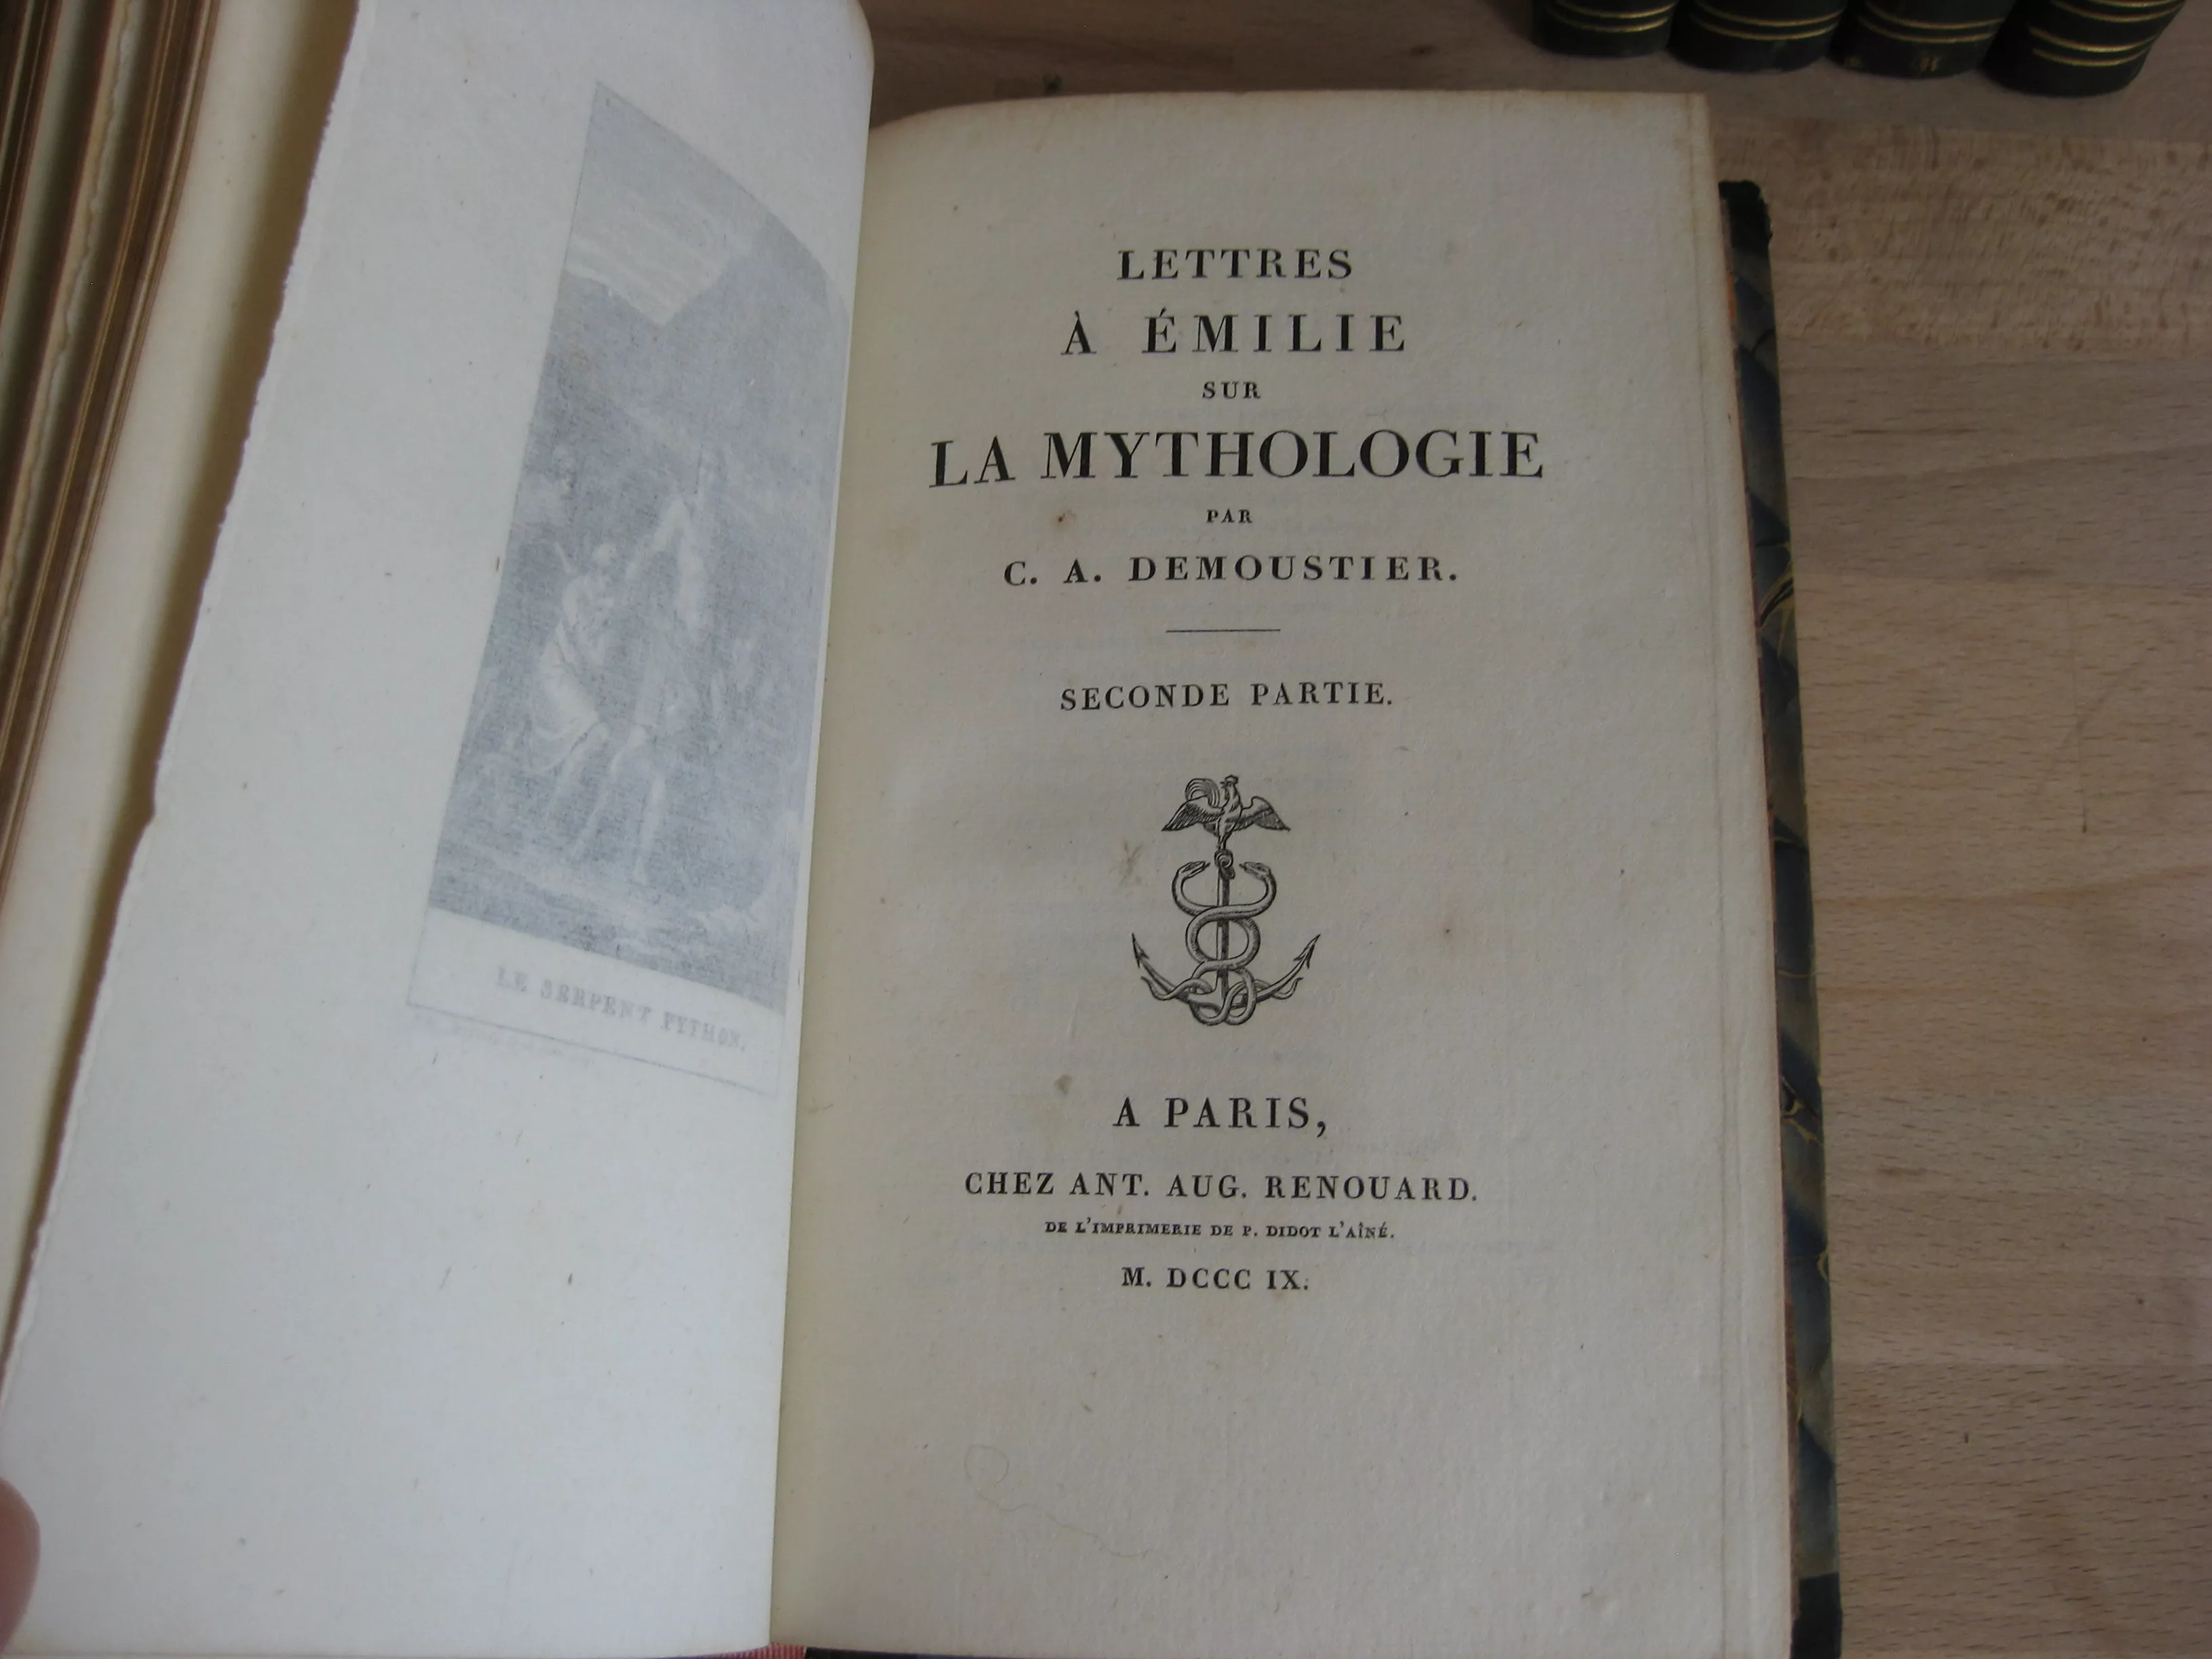 LE SERPENT PYTHON.
LETTRES
À ÉMILIE
SUR
LA MYTHOLOGIE
PAR
C. A. DEMOUSTIER.
SECONDE PARTIE.
A PARIS,
CHEZ ANT. AUG. RENOUARD.
DE L'IMPRIMERIE DE P. DIDOT L'AÎNÉ.
M. DCCC IX.